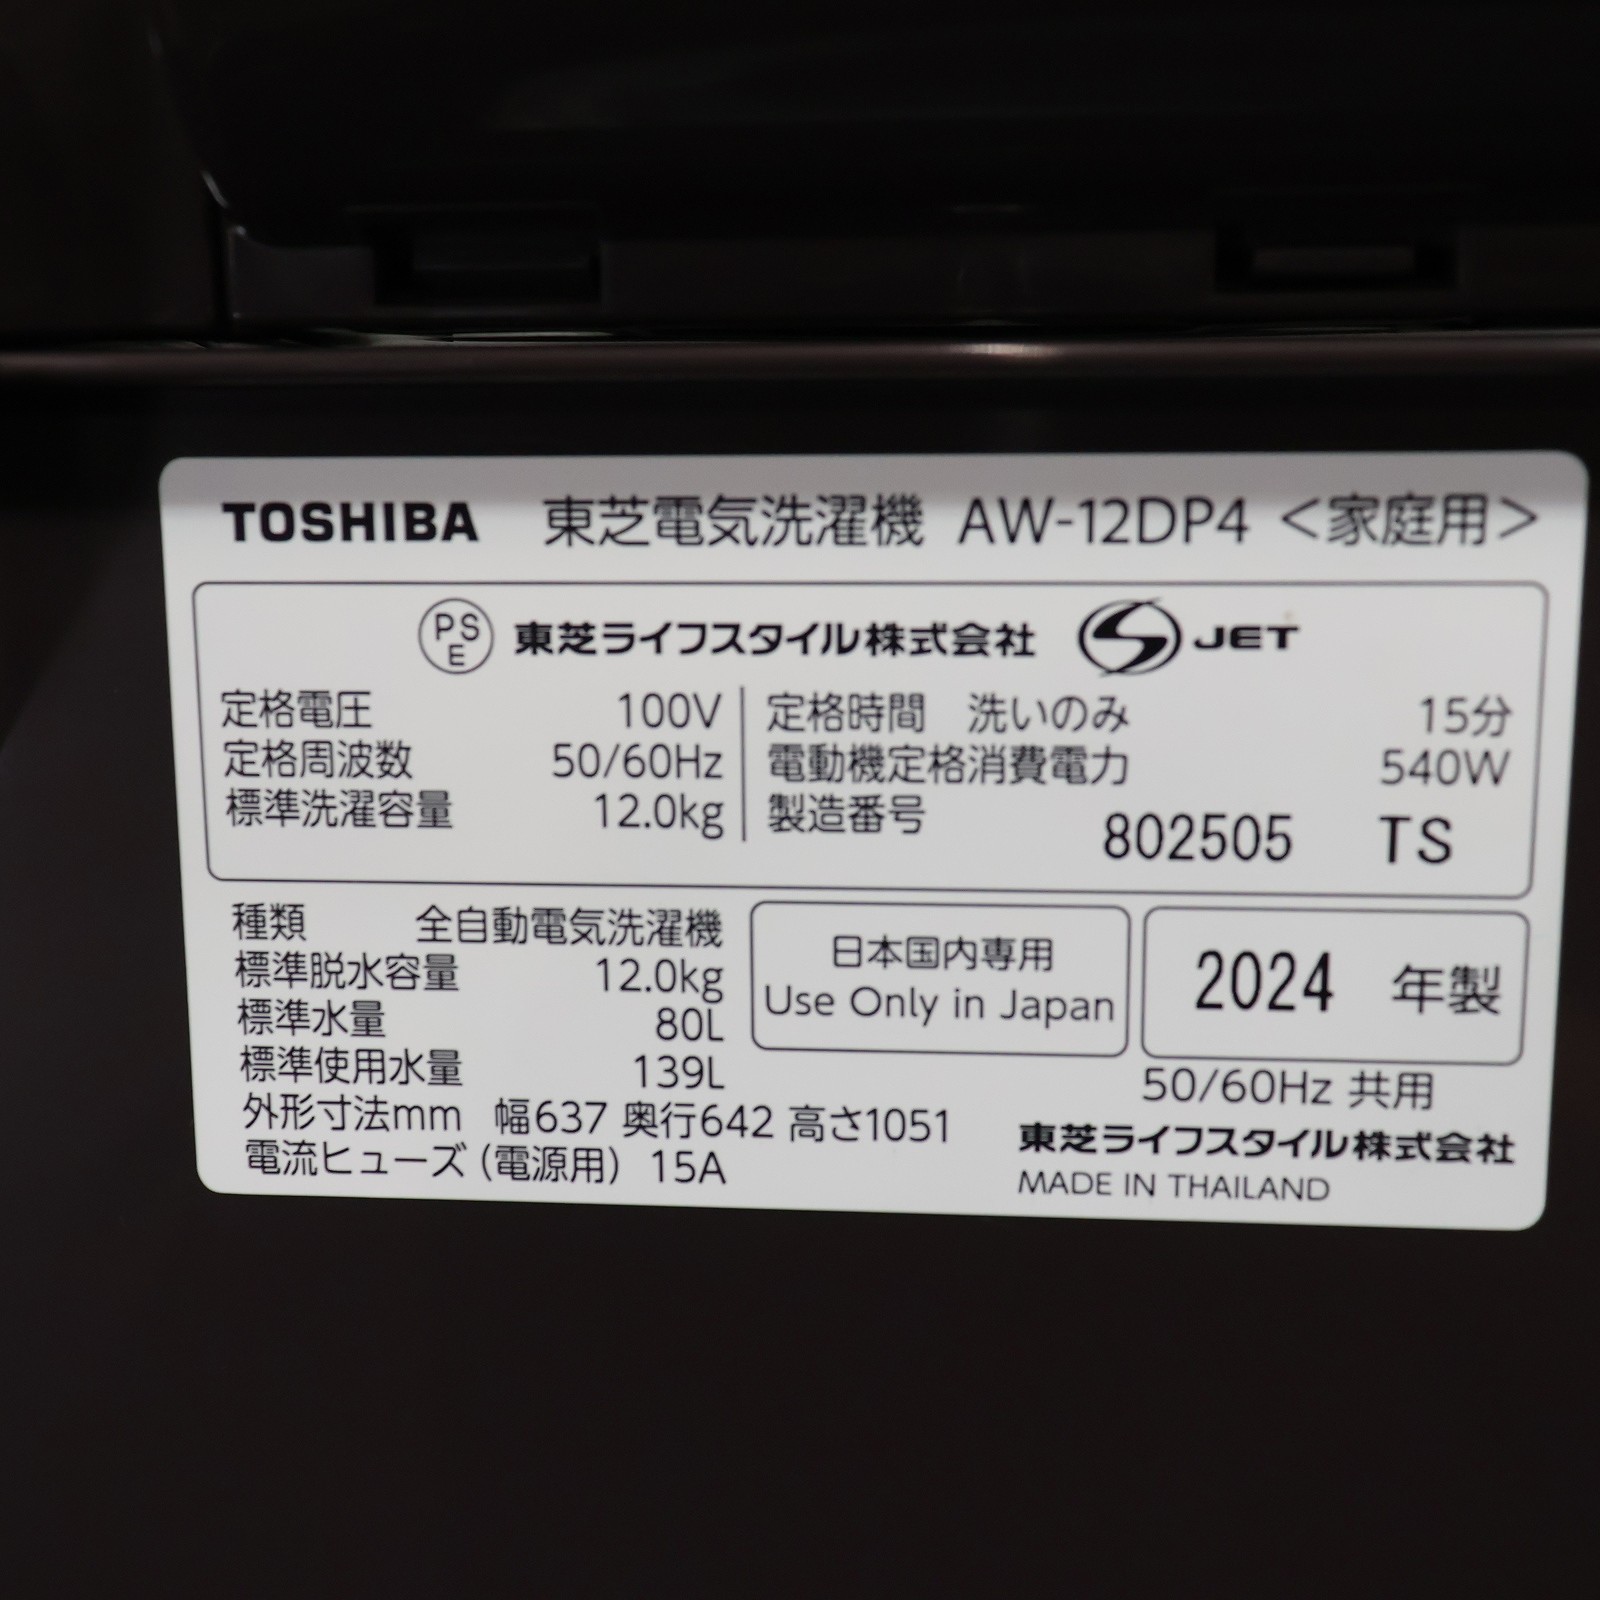 TOSHIBA 東芝電気洗濯機 AW-12DP4 <家庭用>
PSE 東芝ライフスタイル株式会社 S JET
定格電圧 100V
定格周波数 50/60Hz
標準洗濯容量 12.0kg
定格時間 洗いのみ 15分
電動機定格消費電力 540W
製造番号 802505 TS
種類 全自動電気洗濯機
標準脱水容量 12.0kg
標準水量 80L
標準使用水量 139L
外形寸法mm 幅637 奥行642 高さ1051
電流ヒューズ(電源用) 15A
日本国内専用
Use Only in Japan
2024 年製
50/60Hz 共用
東芝ライフスタイル株式会社
MADE IN THAILAND